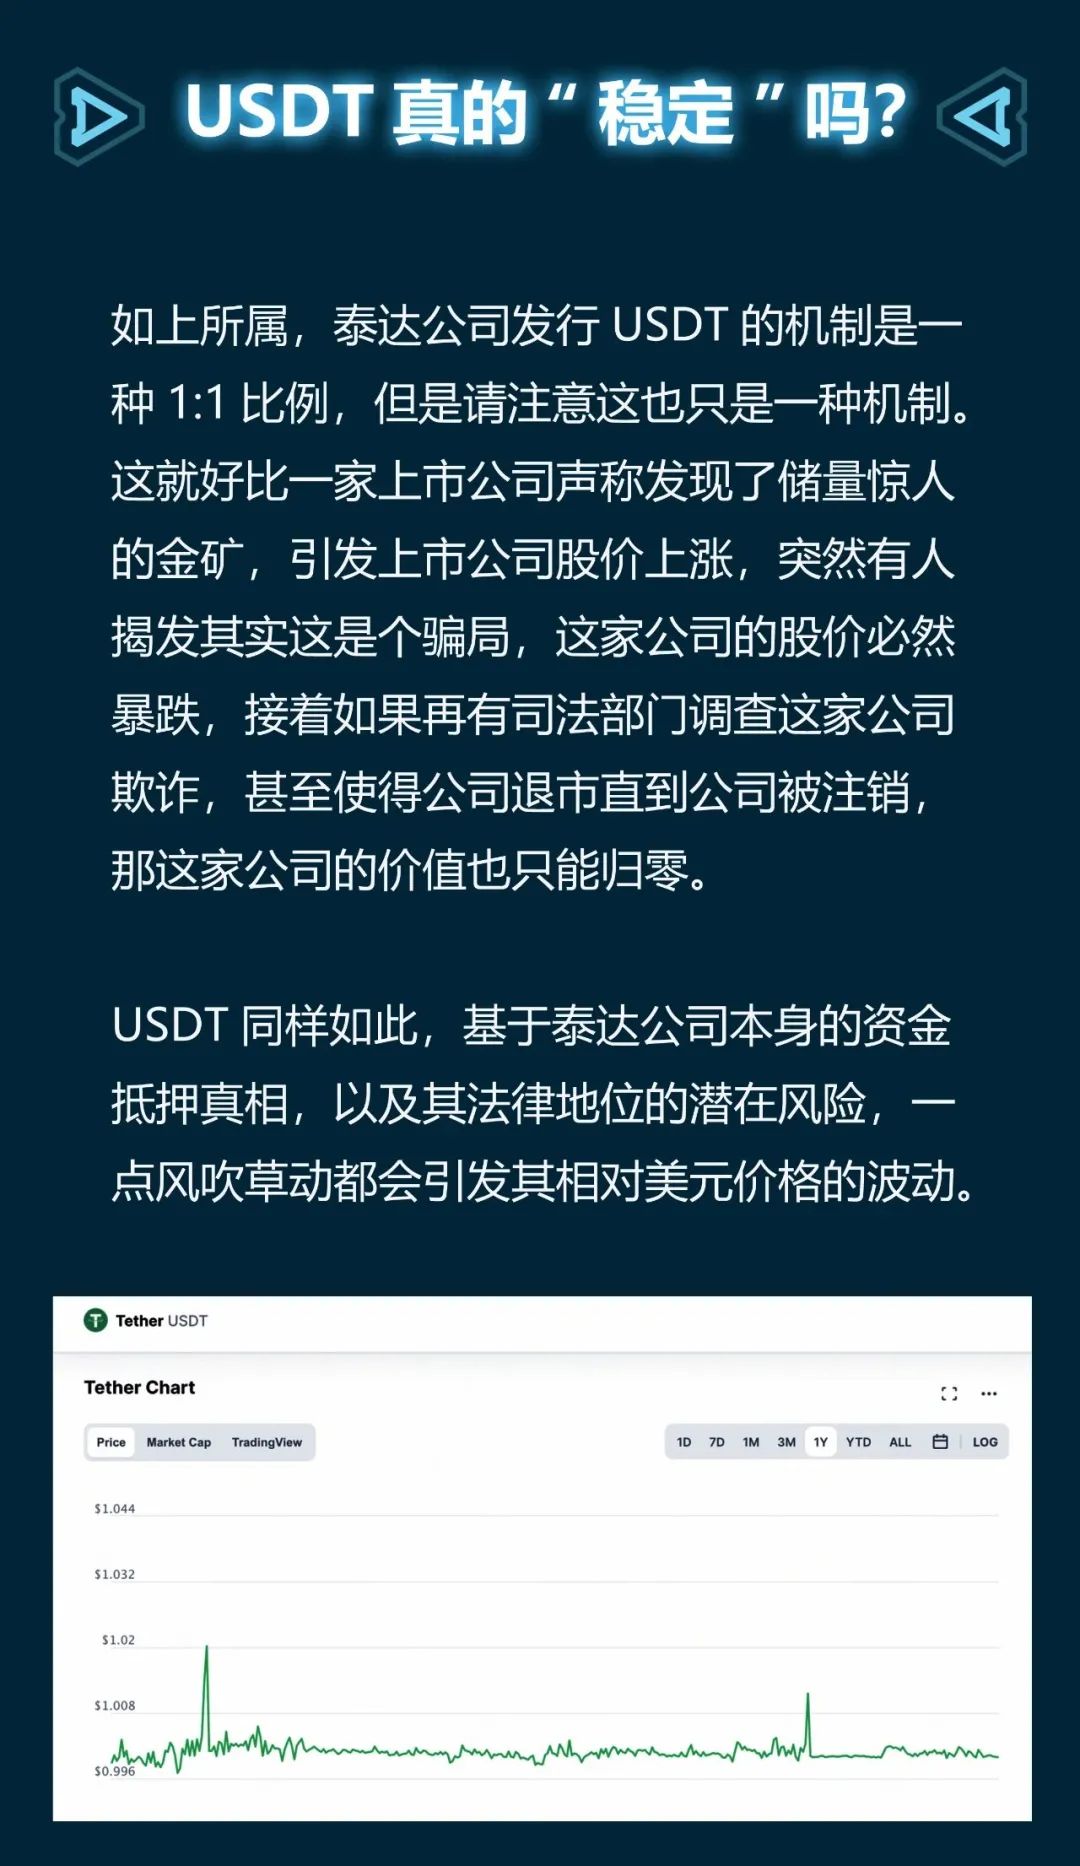 USDT 真的“稳定”吗?
如上所属，泰达公司发行 USDT 的机制是一
种 1:1 比例，但是请注意这也只是一种机制。
这就好比一家上市公司声称发现了储量惊人
的金矿，引发上市公司股价上涨，突然有人
揭发其实这是个骗局，这家公司的股价必然
暴跌，接着如果再有司法部门调查这家公司
欺诈，甚至使得公司退市直到公司被注销，
那这家公司的价值也只能归零。
USDT 同样如此，基于泰达公司本身的资金
抵押真相，以及其法律地位的潜在风险，一
点风吹草动都会引发其相对美元价格的波动。
Tether USDT
Tether Chart
Price Market Cap TradingView 1D 7D 1M 3M 1Y YTD ALL LOG
$1.044
$1.032
$1.02
$1.008
$0.996